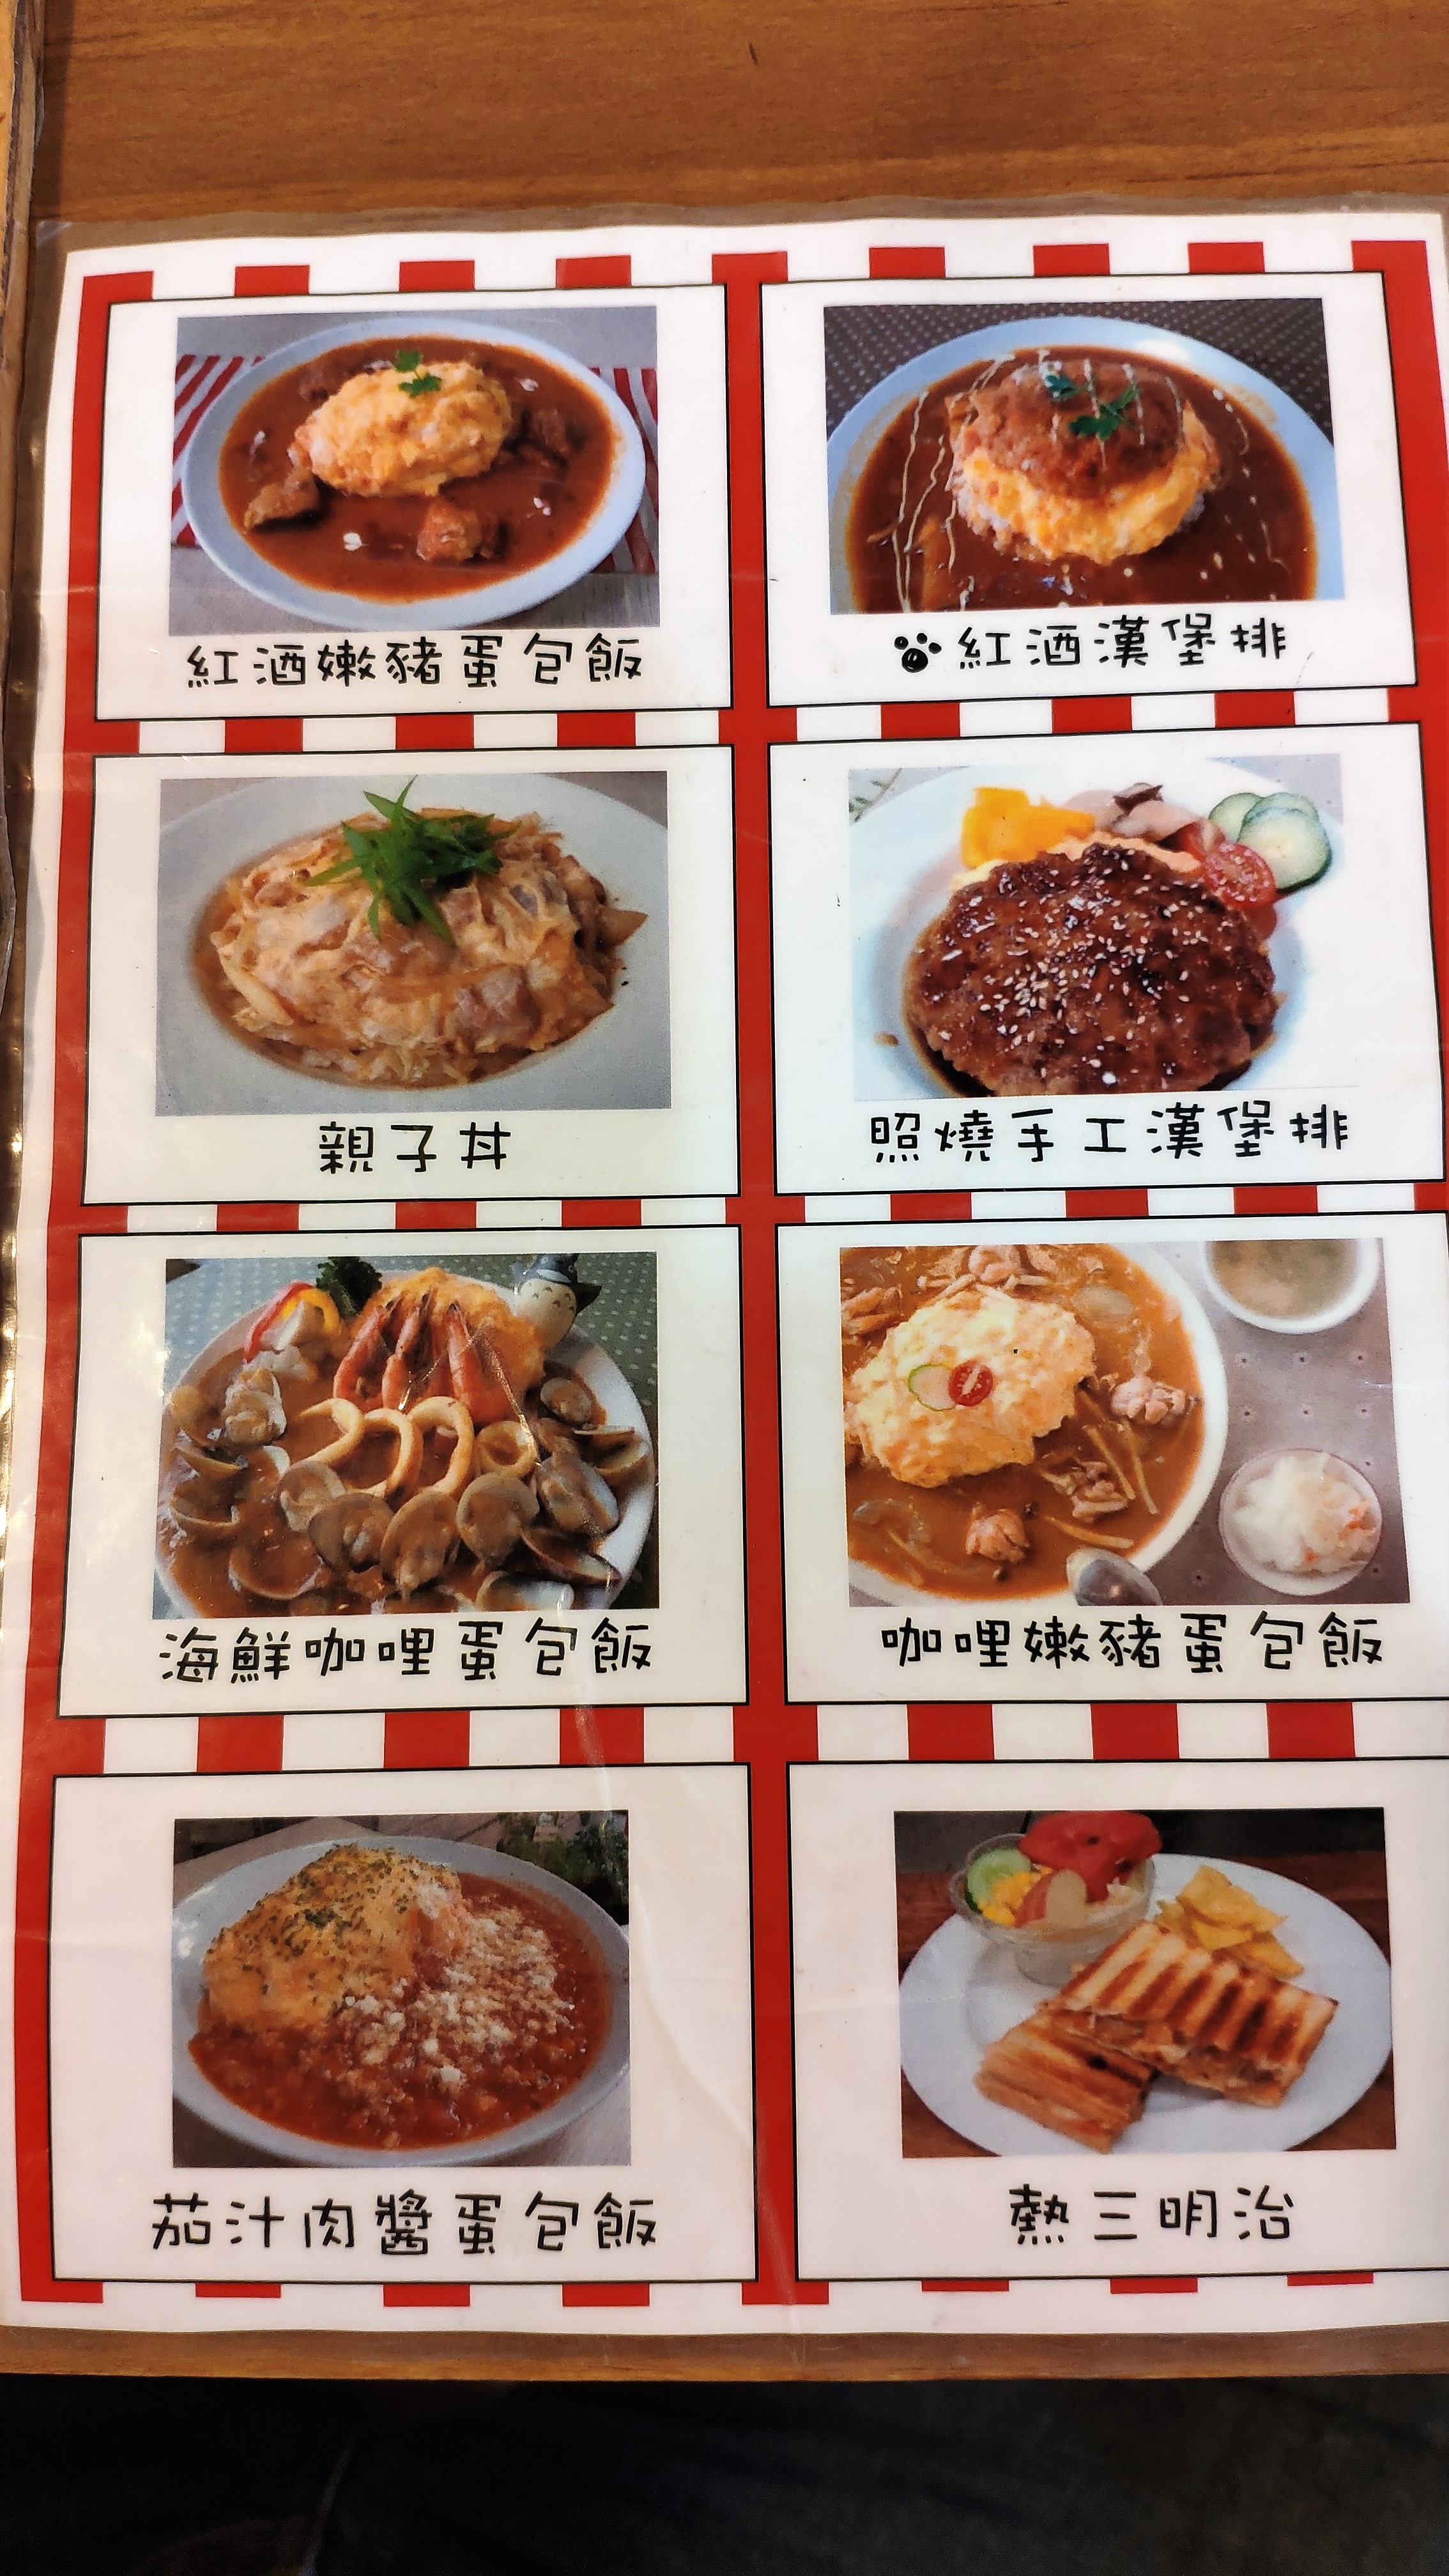 紅酒嫩豬蛋包飯
紅酒漢堡排
親子丼
照燒手工漢堡排
海鮮咖哩蛋包飯
咖哩嫩豬蛋包飯
茄汁肉醬蛋包飯
熱三明治